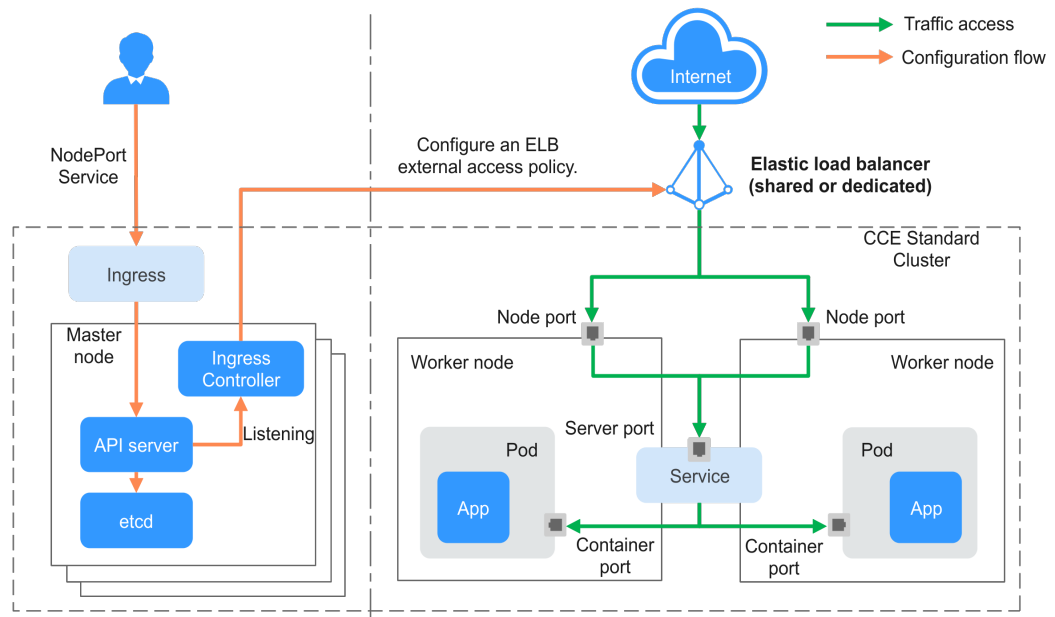 Traffic access
Configuration flow
Internet
NodePort
Service
Configure an ELB
external access policy.
Elastic load balancer
(shared or dedicated)
CCE Standard
Cluster
Ingress
Master
node
Ingress
Controller
API server
Listening
etcd
Node port
Node port
Worker node
Worker node
Server port
Service
Pod
App
Pod
App
Container
port
Container
port